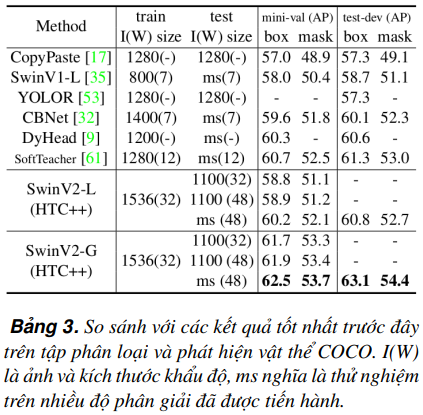 Method train test mini-val (AP) test-dev (AP)
I(W) size I(W) size box mask box mask
CopyPaste [17] 1280(-) 1280(-) 57.0 48.9 57.3 49.1
SwinV1-L [35] 800(7) ms(7) 58.0 50.4 58.7 51.1
YOLOR [53] 1280(-) 1280(-) - - 57.3 -
CBNet [32] 1400(7) ms(7) 59.6 51.8 60.1 52.3
DyHead [9] 1200(-) ms(-) 60.3 - 60.6 -
SoftTeacher [61] 1280(12) ms(12) 60.7 52.5 61.3 53.0
SwinV2-L (HTC++) 1536(32) 1100(32) 58.8 51.1 - -
1100 (48) 58.9 51.2 - -
ms (48) 60.2 52.1 60.8 52.7
SwinV2-G (HTC++) 1536(32) 1100(32) 61.7 53.3 - -
1100 (48) 61.9 53.4 - -
ms (48) 62.5 53.7 63.1 54.4
Bảng 3. So sánh với các kết quả tốt nhất trước đây
trên tập phân loại và phát hiện vật thể COCO. I(W)
là ảnh và kích thước khẩu độ, ms nghĩa là thử nghiệm
trên nhiều độ phân giải đã được tiến hành.